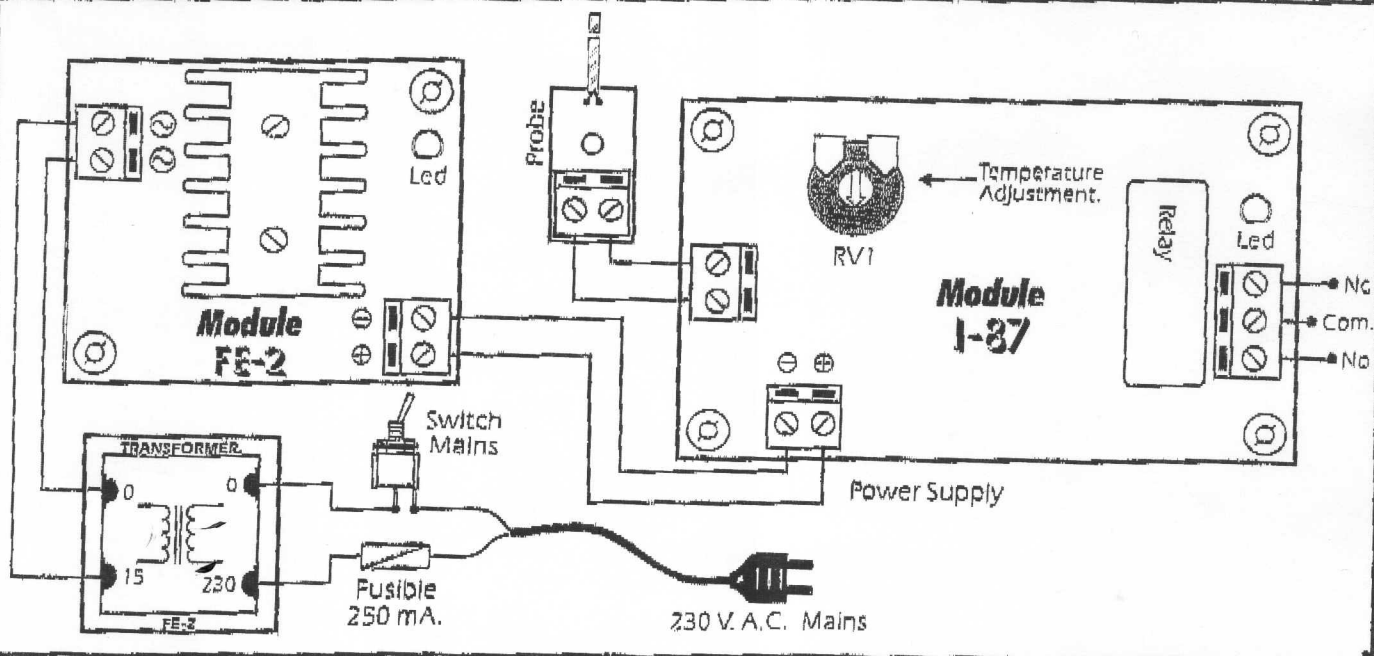 Led
Module
FE-2
Probe
Temperature
Adjustment.
RV1
Relay
Led
Module
I-87
Nc
Com.
No
Switch
Mains
TRANSFORMER.
0
0
15
230
FE-2
Fusible
250 mA.
Power Supply
230 V. A.C. Mains